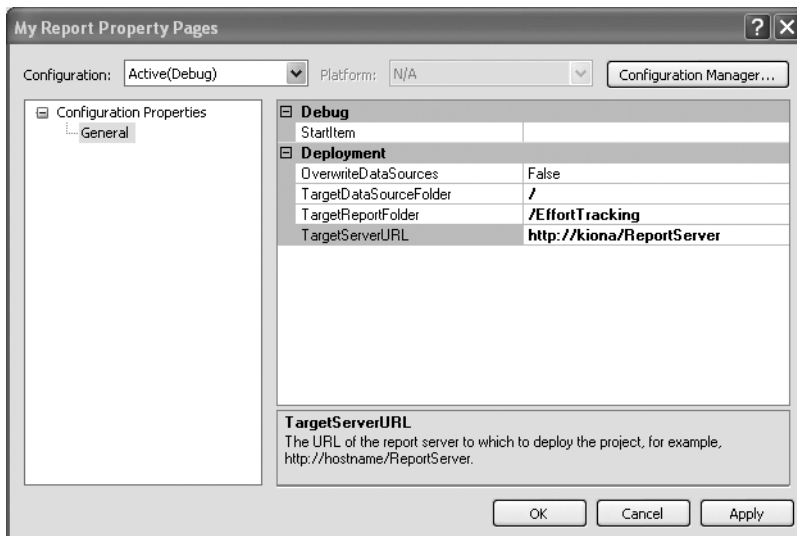 My Report Property Pages
Configuration: Active(Debug) Platform: N/A Configuration Manager...
Configuration Properties
General
Debug
StartItem
Deployment
OverwriteDataSources False
TargetDataSourceFolder /
TargetReportFolder /EffortTracking
TargetServerURL http://kiona/ReportServer
TargetServerURL
The URL of the report server to which to deploy the project, for example,
http://hostname/ReportServer.
OK Cancel Apply